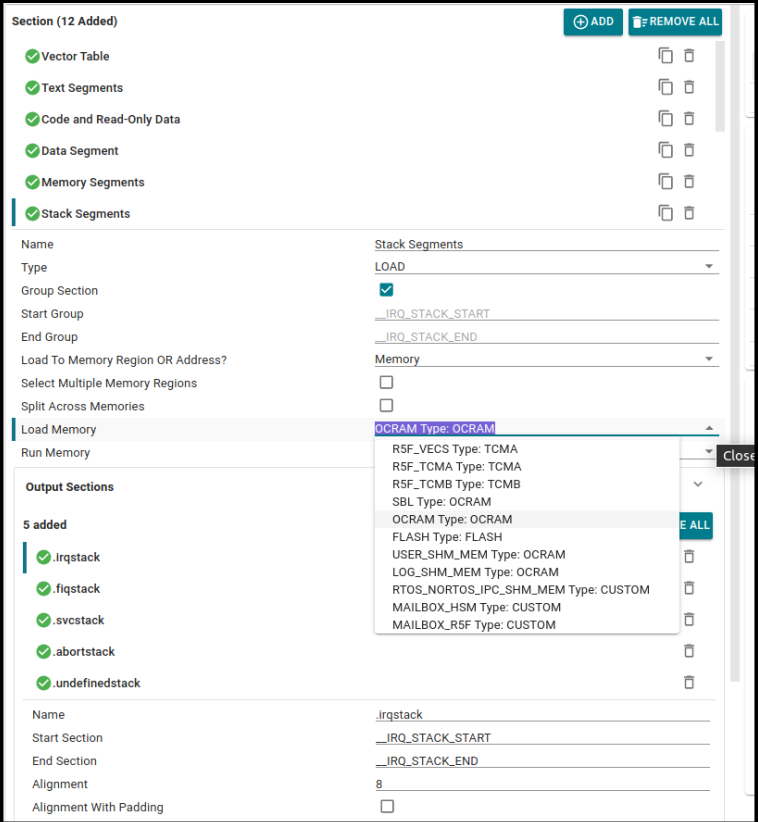 Section (12 Added) ADD REMOVE ALL
Vector Table
Text Segments
Code and Read-Only Data
Data Segment
Memory Segments
Stack Segments
Name Stack Segments
Type LOAD
Group Section
Start Group __IRQ_STACK_START
End Group __IRQ_STACK_END
Load To Memory Region OR Address? Memory
Select Multiple Memory Regions
Split Across Memories
Load Memory OCRAM Type: OCRAM
Run Memory
Close
R5F_VECS Type: TCMA
R5F_TCMA Type: TCMA
R5F_TCMB Type: TCMB
SBL Type: OCRAM
OCRAM Type: OCRAM
FLASH Type: FLASH
USER_SHM_MEM Type: OCRAM
LOG_SHM_MEM Type: OCRAM
RTOS_NORTOS_IPC_SHM_MEM Type: CUSTOM
MAILBOX_HSM Type: CUSTOM
MAILBOX_R5F Type: CUSTOM
Output Sections
5 added E ALL
.irqstack
.fiqstack
.svcstack
.abortstack
.undefinedstack
Name .irqstack
Start Section __IRQ_STACK_START
End Section __IRQ_STACK_END
Alignment 8
Alignment With Padding